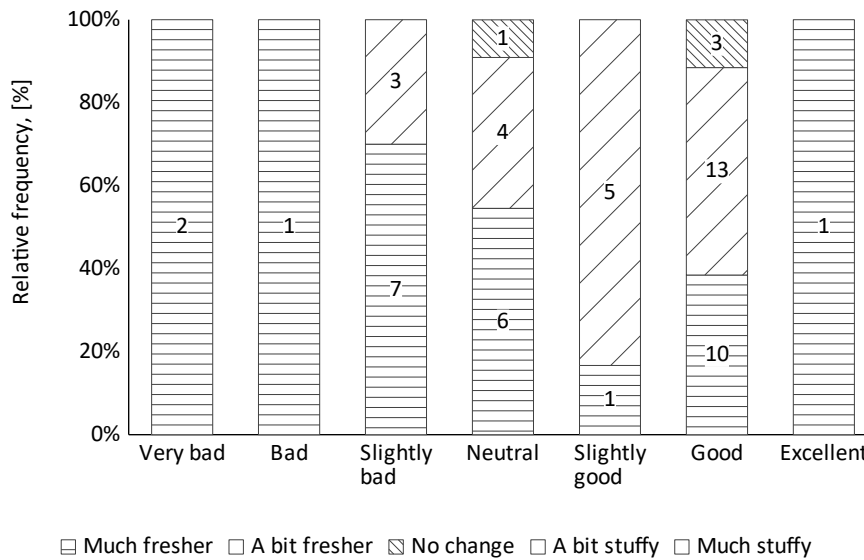 100%
80%
60%
40%
20%
0%
Relative frequency, [%]
2
1
3
7
1
4
6
5
1
3
13
10
1
Very bad
Bad
Slightly
bad
Neutral
Slightly
good
Good
Excellent
Much fresher
A bit fresher
No change
A bit stuffy
Much stuffy